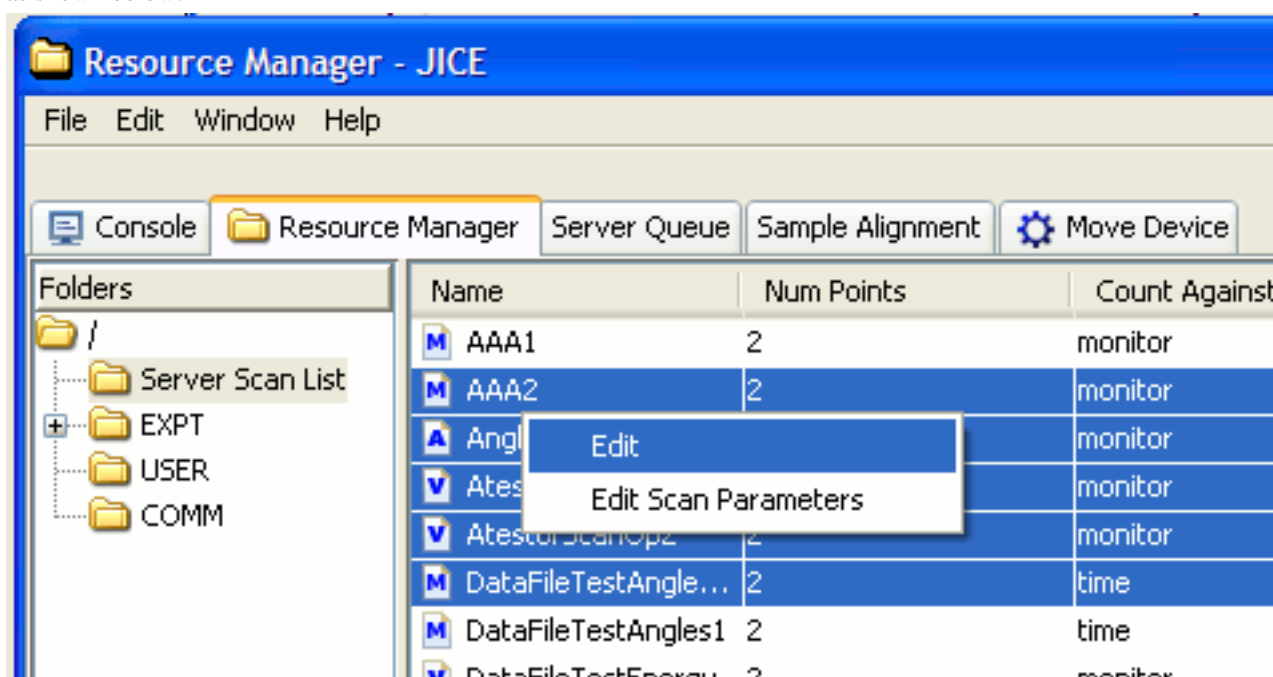 Resource Manager - JICE
File Edit Window Help
Console Resource Manager Server Queue Sample Alignment Move Device
Folders
/
Server Scan List
EXPT
USER
COMM
Name Num Points Count Against
AAA1 2 monitor
AAA2 2 monitor
Angl monitor
Ates monitor
2 monitor
DataFileTestAngle... 2 time
DataFileTestAngles1 2 time
Edit
Edit Scan Parameters